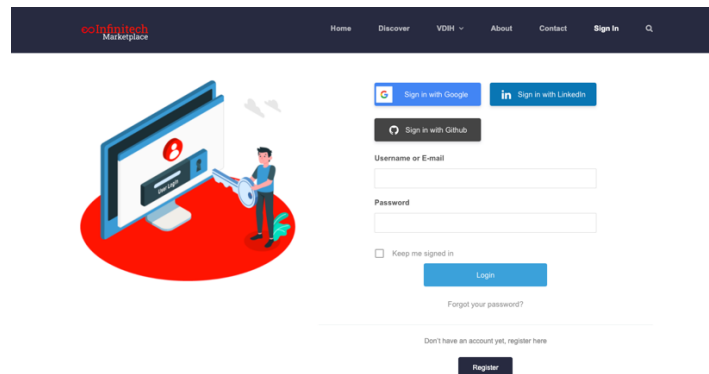 ∞Infinitech
Marketplace
Home Discover VDIH About Contact Sign In
Sign in with Google
in Sign in with LinkedIn
Sign in with Github
Username or E-mail
Password
Keep me signed in
Login
Forgot your password?
Don't have an account yet, register here
Register
User Login